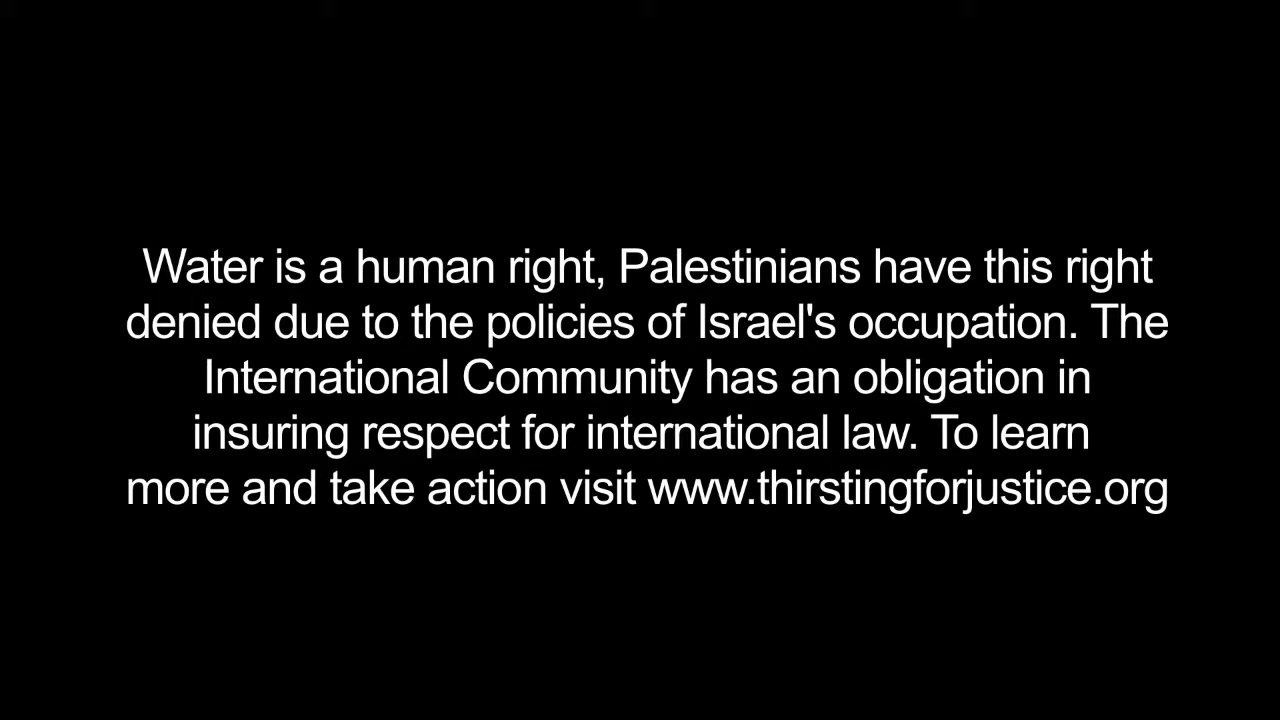 Water is a human right, Palestinians have this right
denied due to the policies of Israel's occupation. The
International Community has an obligation in
insuring respect for international law. To learn
more and take action visit www.thirstingforjustice.org